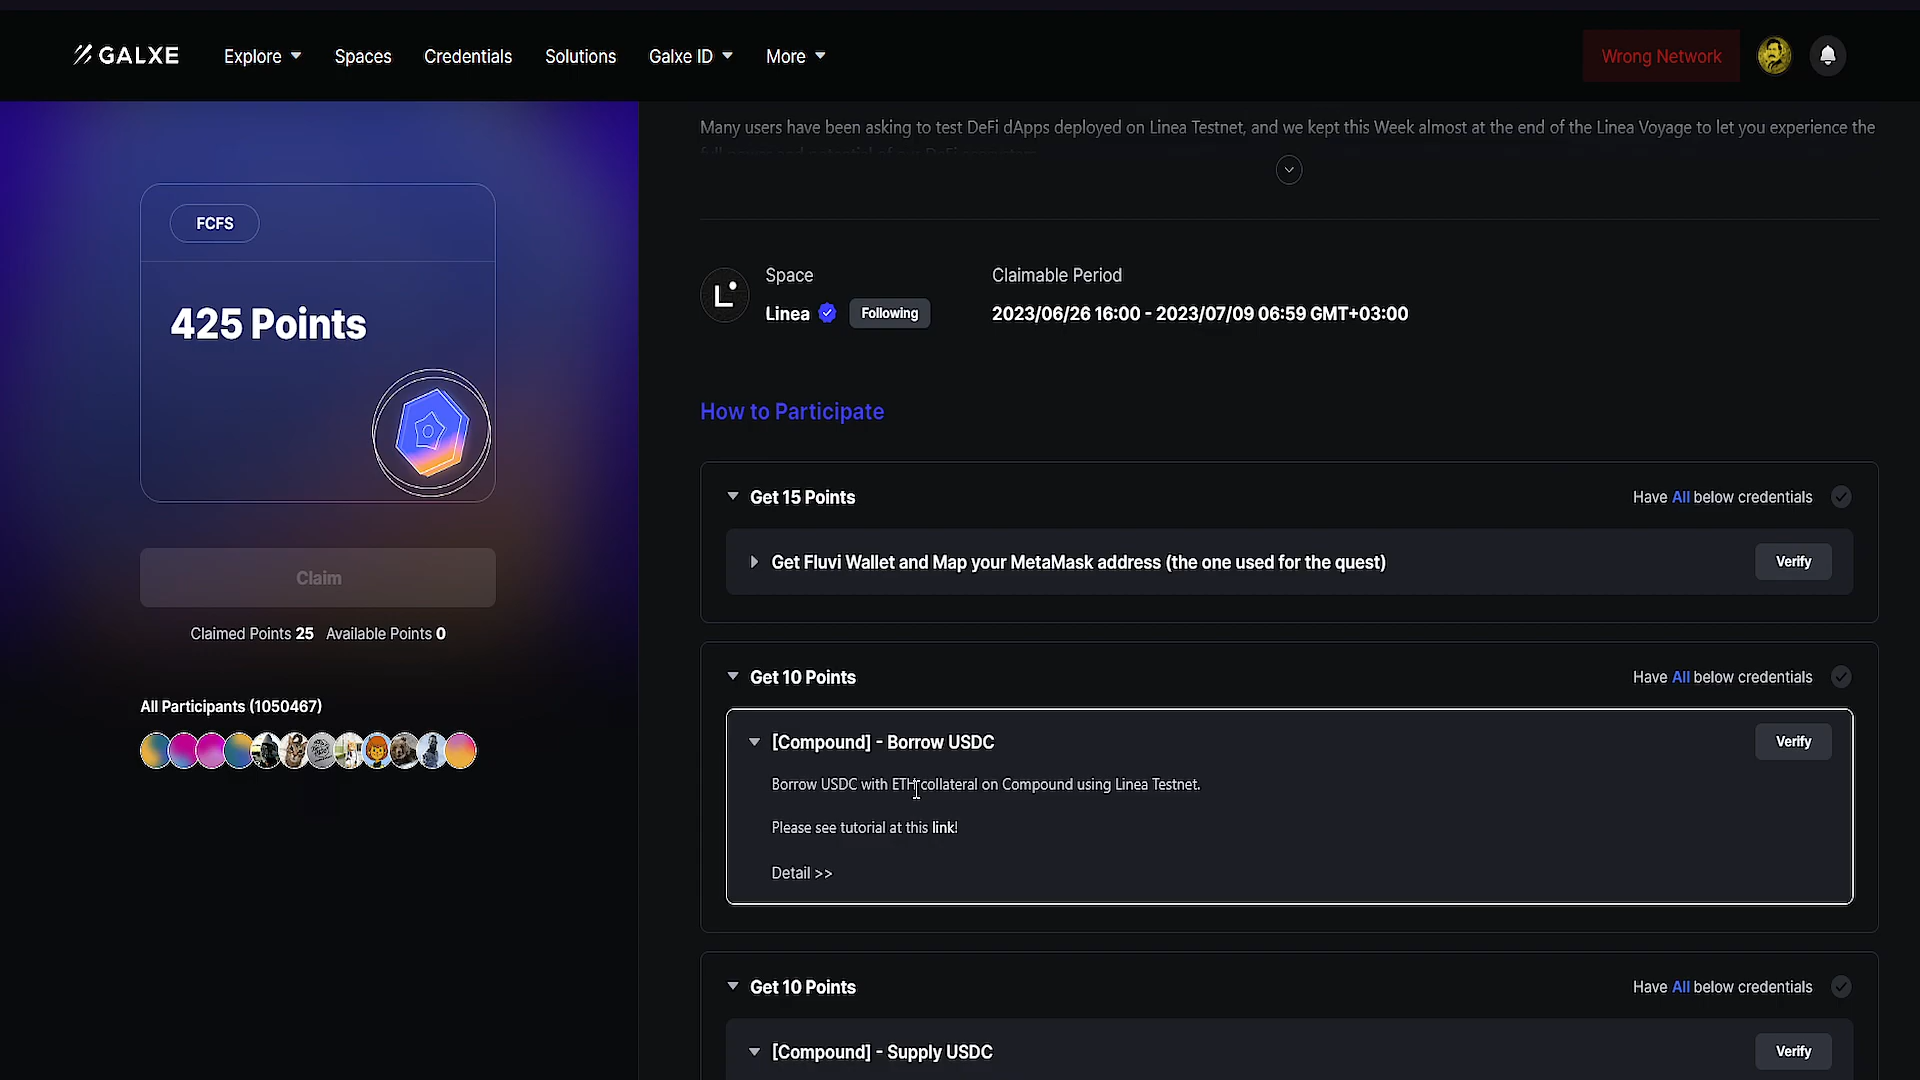 GALXE
Explore
Spaces
Credentials
Solutions
Galxe ID
More
Wrong Network
Many users have been asking to test DeFi dApps deployed on Linea Testnet, and we kept this Week almost at the end of the Linea Voyage to let you experience the
FCFS
425 Points
Claim
Claimed Points 25 Available Points 0
All Participants (1050467)
Space
Linea
Following
Claimable Period
2023/06/26 16:00 - 2023/07/09 06:59 GMT+03:00
How to Participate
Get 15 Points
Have All below credentials
Get Fluvi Wallet and Map your MetaMask address (the one used for the quest)
Verify
Get 10 Points
Have All below credentials
[Compound] - Borrow USDC
Verify
Borrow USDC with ETH collateral on Compound using Linea Testnet.
Please see tutorial at this link!
Detail >>
Get 10 Points
Have All below credentials
[Compound] - Supply USDC
Verify